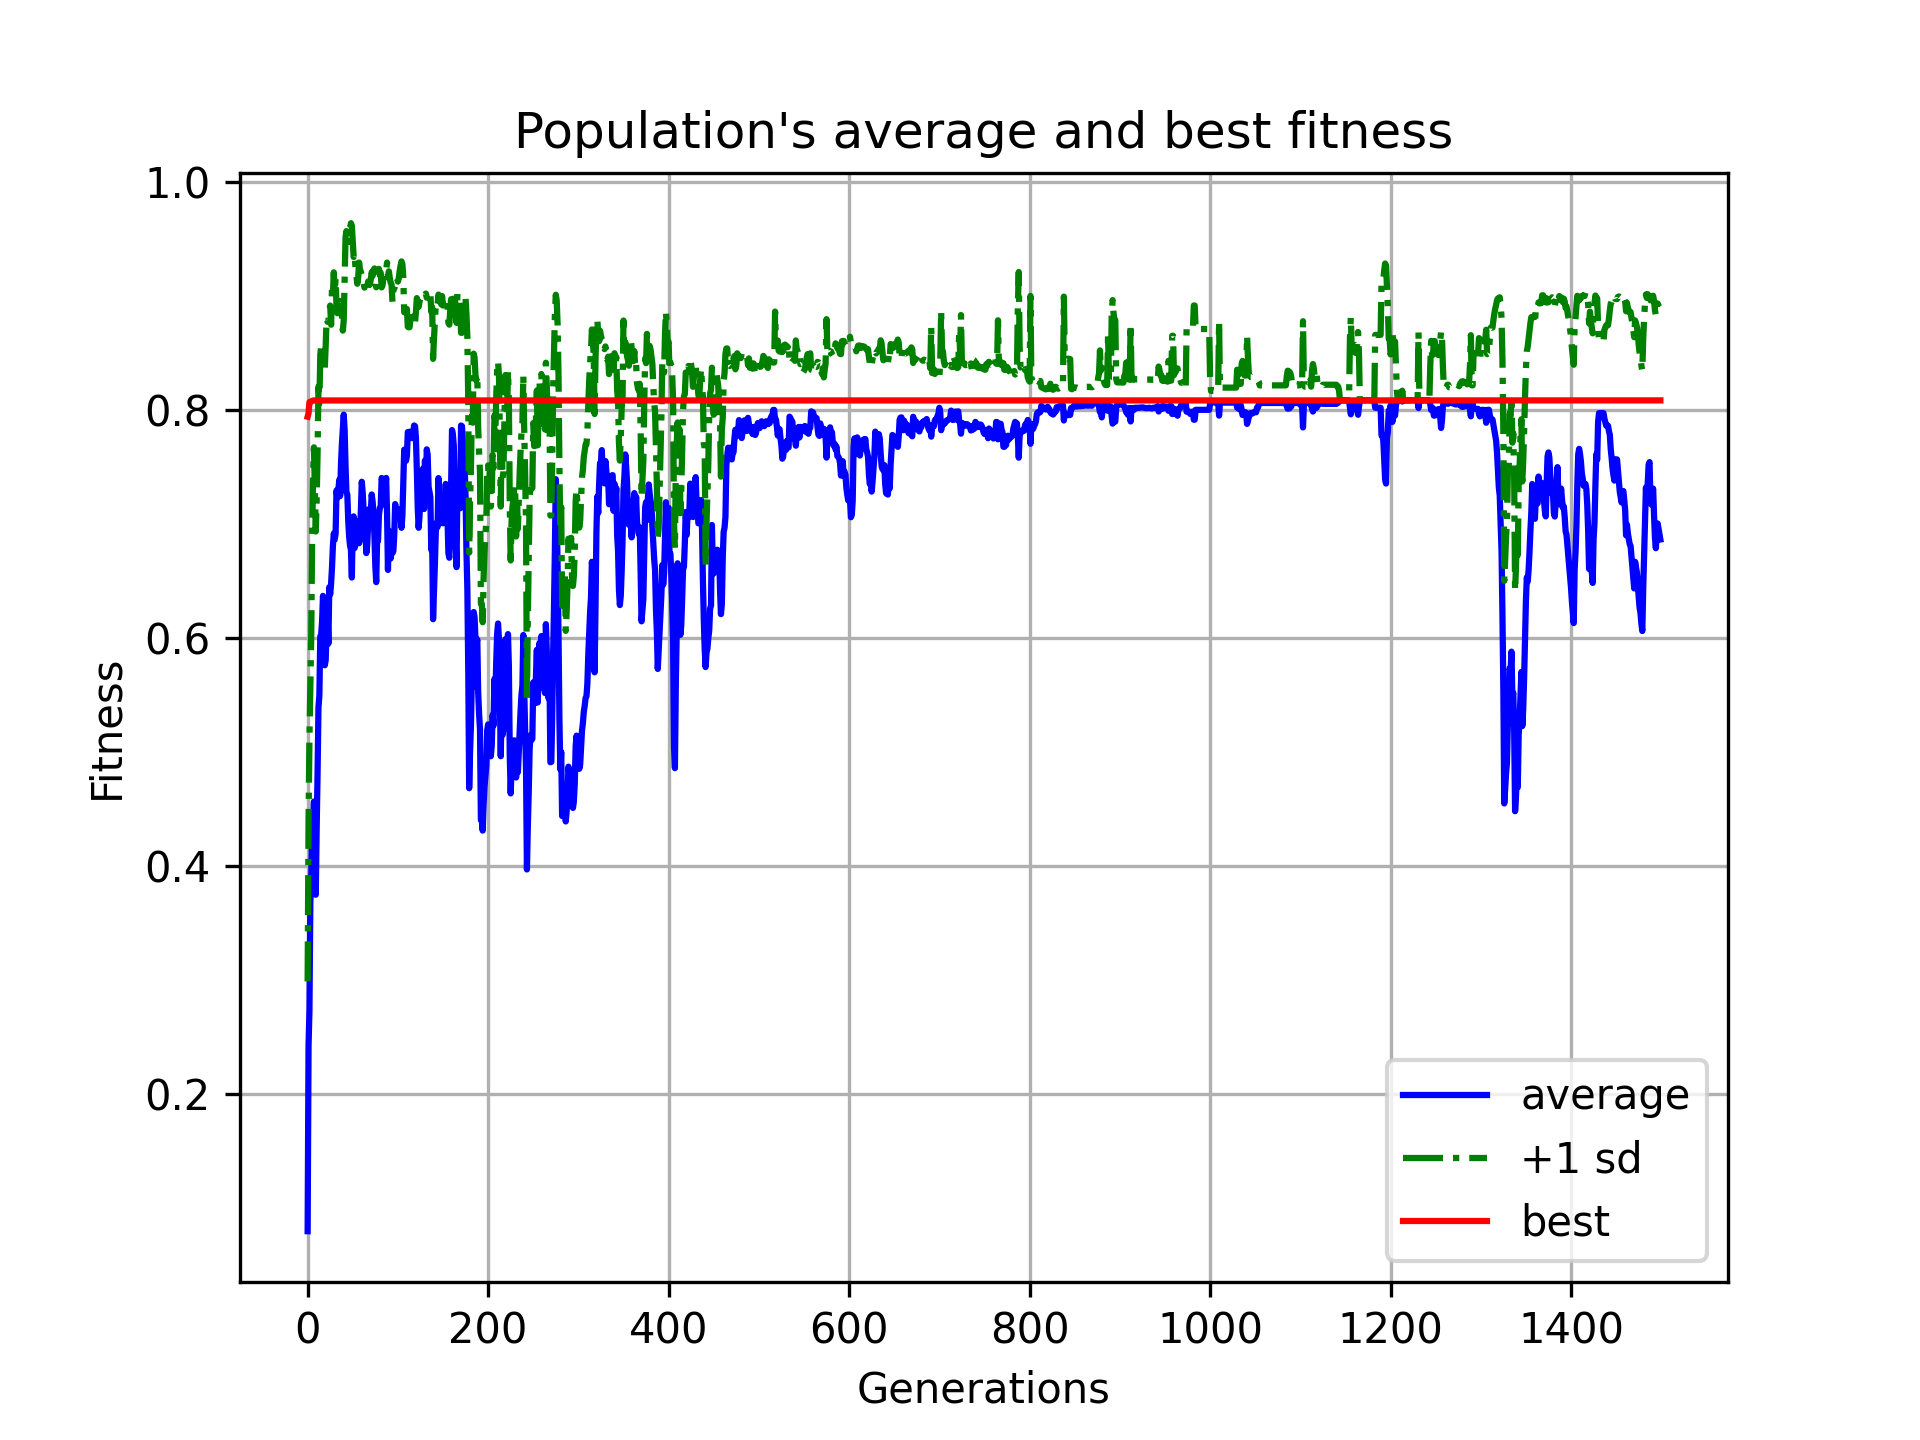 Population's average and best fitness
1.0
0.8
0.6
0.4
0.2
Fitness
0 200 400 600 800 1000 1200 1400
Generations
average
+1 sd
best